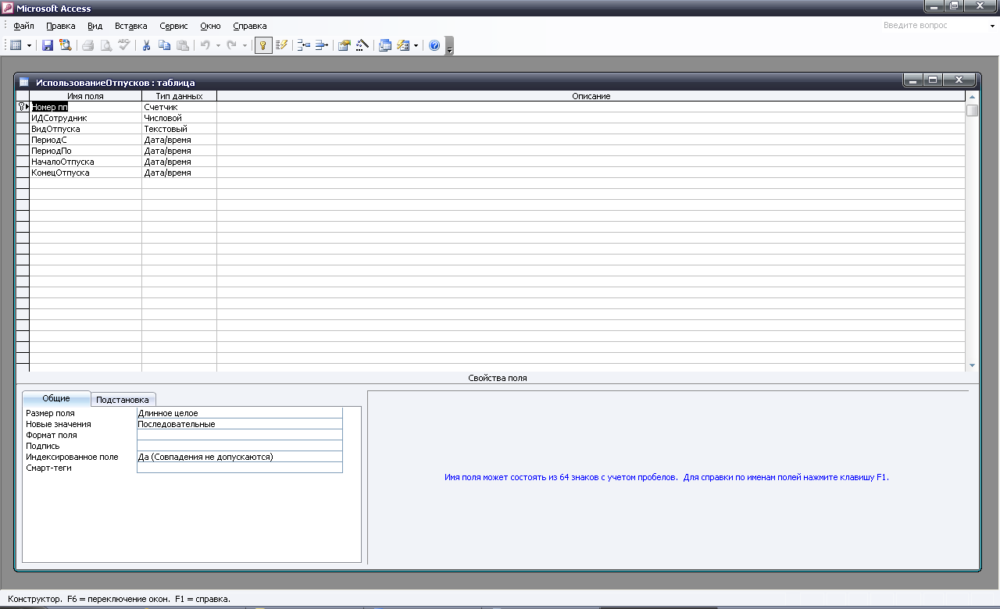 Microsoft Access
Файл Правка Вид Вставка Сервис Окно Справка Введите вопрос
ИспользованиеОтпусков : таблица
Имя поля Тип данных Описание
Номер пп Счетчик
ИДСотрудник Числовой
ВидОтпуска Текстовый
ПериодС Дата/время
ПериодПо Дата/время
НачалоОтпуска Дата/время
КонецОтпуска Дата/время
Свойства поля
Общие Подстановка
Размер поля Длинное целое
Новые значения Последовательные
Формат поля
Подпись
Индексированное поле Да (Совпадения не допускаются)
Смарт-теги
Имя поля может состоять из 64 знаков с учетом пробелов. Для справки по именам полей нажмите клавишу F1.
Конструктор. F6 = переключение окон. F1 = справка.